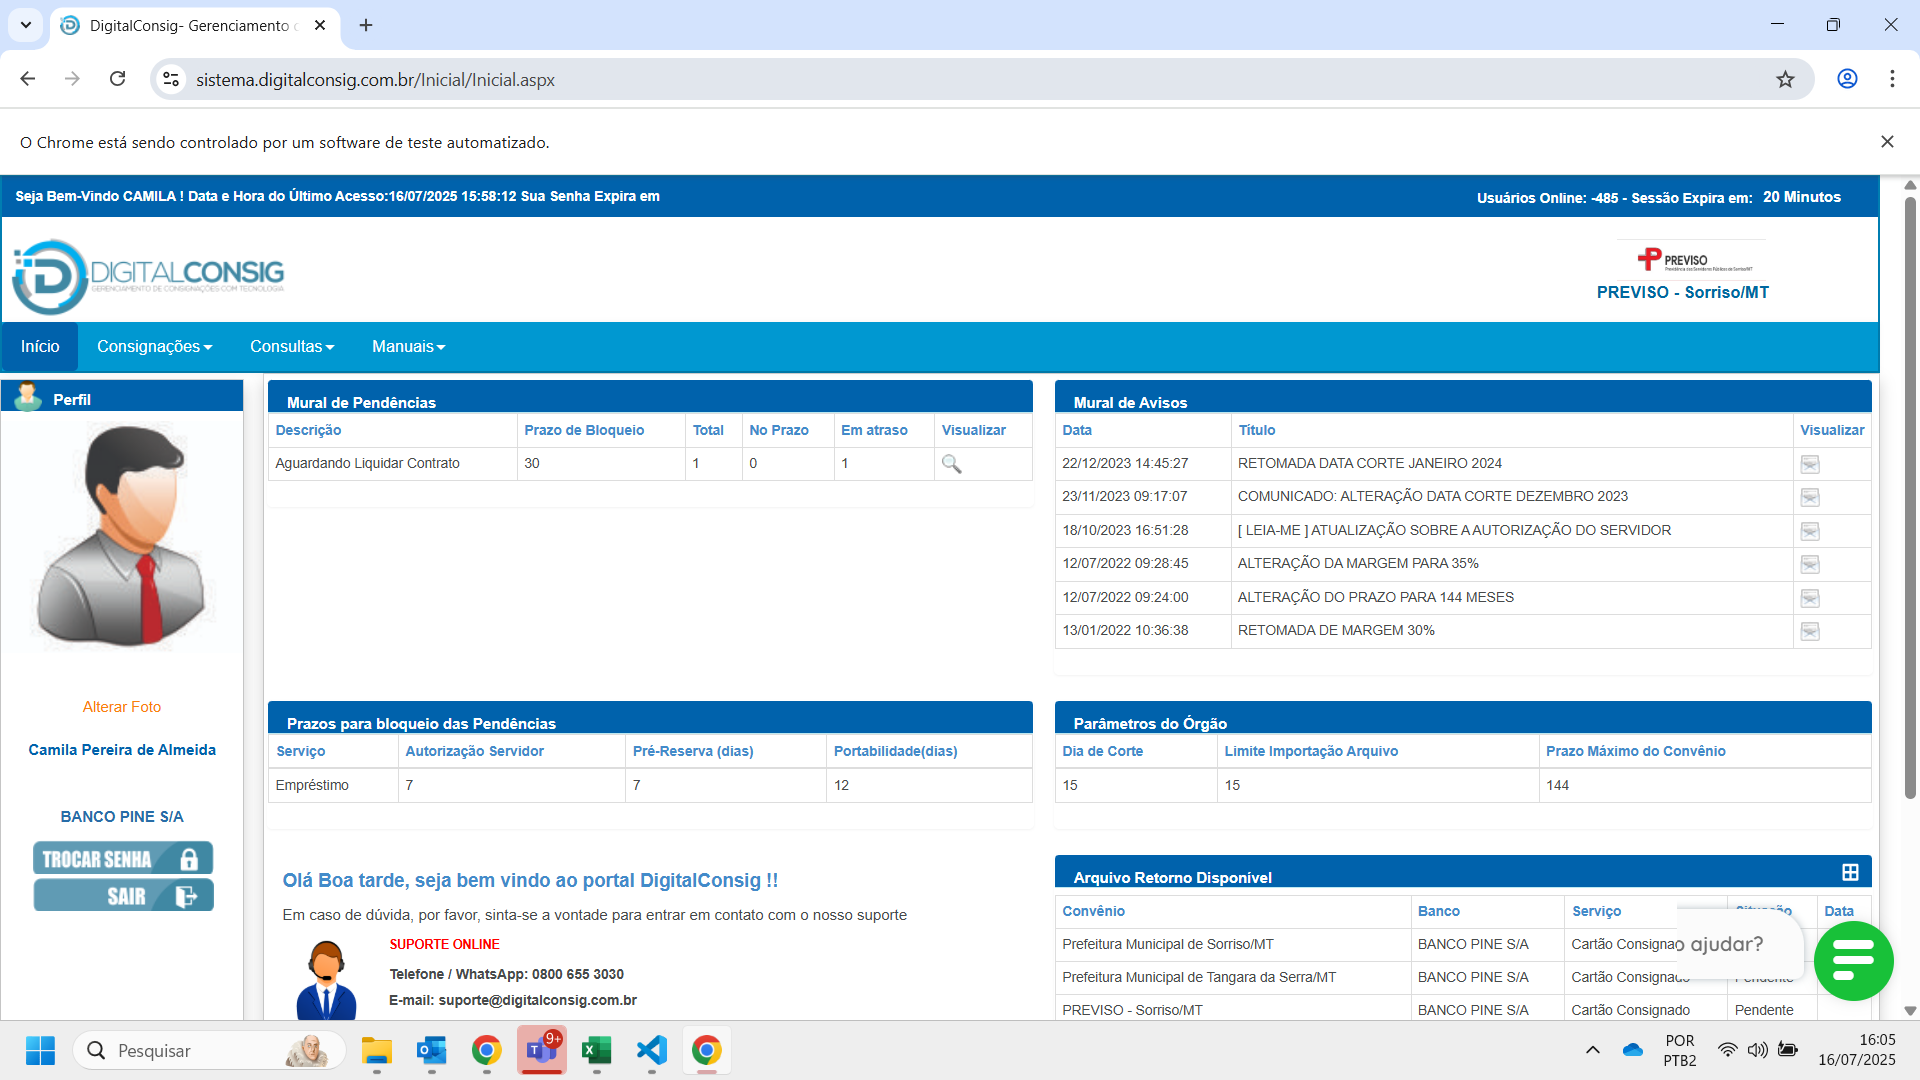 DigitalConsig- Gerenciamento
sistema.digitalconsig.com.br/Inicial/Inicial.aspx
O Chrome está sendo controlado por um software de teste automatizado.
Seja Bem-Vindo CAMILA ! Data e Hora do Último Acesso:16/07/2025 15:58:12 Sua Senha Expira em
Usuários Online: -485 - Sessão Expira em: 20 Minutos
DIGITALCONSIG
GERENCIAMENTO DE CONSIGNAÇÕES COM TECNOLOGIA
PREVISO
PREVISO - Sorriso/MT
Início Consignações Consultas Manuais
Perfil
Alterar Foto
Camila Pereira de Almeida
BANCO PINE S/A
TROCAR SENHA
SAIR
Mural de Pendências
Descrição Prazo de Bloqueio Total No Prazo Em atraso Visualizar
Aguardando Liquidar Contrato 30 1 0 1
Mural de Avisos
Data Título Visualizar
22/12/2023 14:45:27 RETOMADA DATA CORTE JANEIRO 2024
23/11/2023 09:17:07 COMUNICADO: ALTERAÇÃO DATA CORTE DEZEMBRO 2023
18/10/2023 16:51:28 [ LEIA-ME ] ATUALIZAÇÃO SOBRE A AUTORIZAÇÃO DO SERVIDOR
12/07/2022 09:28:45 ALTERAÇÃO DA MARGEM PARA 35%
12/07/2022 09:24:00 ALTERAÇÃO DO PRAZO PARA 144 MESES
13/01/2022 10:36:38 RETOMADA DE MARGEM 30%
Prazos para bloqueio das Pendências
Serviço Autorização Servidor Pré-Reserva (dias) Portabilidade(dias)
Empréstimo 7 7 12
Parâmetros do Órgão
Dia de Corte Limite Importação Arquivo Prazo Máximo do Convênio
15 15 144
Olá Boa tarde, seja bem vindo ao portal DigitalConsig !!
Em caso de dúvida, por favor, sinta-se a vontade para entrar em contato com o nosso suporte
SUPORTE ONLINE
Telefone / WhatsApp: 0800 655 3030
E-mail: suporte@digitalconsig.com.br
Arquivo Retorno Disponível
Convênio Banco Serviço Situação Data
Prefeitura Municipal de Sorriso/MT BANCO PINE S/A Cartão Consignado
o ajudar?
Prefeitura Municipal de Tangara da Serra/MT BANCO PINE S/A Cartão Consignado Pendente
PREVISO - Sorriso/MT BANCO PINE S/A Cartão Consignado Pendente
Pesquisar
9+
POR
PTB2
16:05
16/07/2025